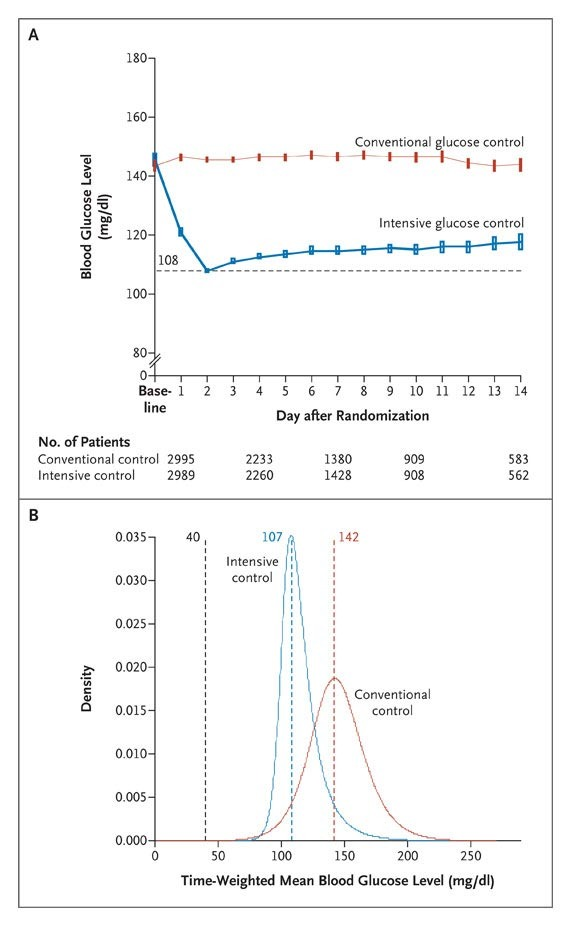 A
180
160
140
120
100
80
0
Blood Glucose Level
(mg/dl)
Conventional glucose control
Intensive glucose control
108
Base-
line
1 2 3 4 5 6 7 8 9 10 11 12 13 14
Day after Randomization
No. of Patients
Conventional control 2995 2233 1380 909 583
Intensive control 2989 2260 1428 908 562
B
0.035
0.030
0.025
0.020
0.015
0.010
0.005
0.000
Density
40
107
142
Intensive
control
Conventional
control
0 50 100 150 200 250
Time-Weighted Mean Blood Glucose Level (mg/dl)